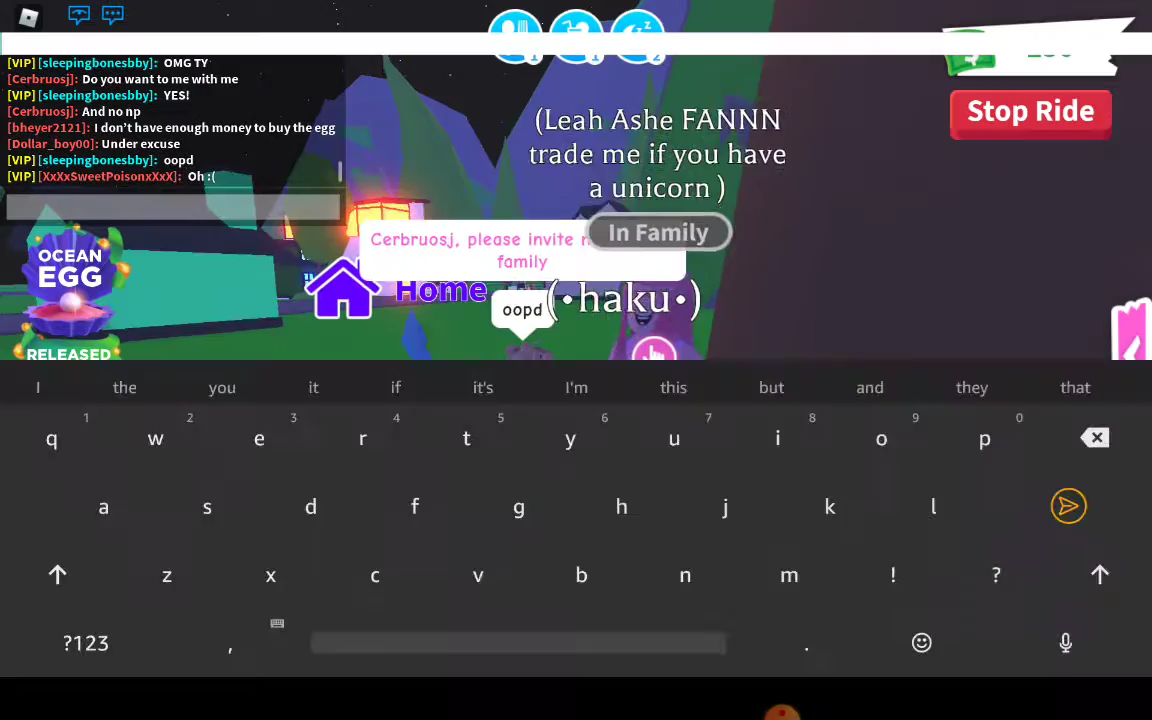 1
1
2
[VIP] [sleepingbonesbby]: OMG TY
[Cerbruosj]: Do you want to me with me
[VIP] [sleepingbonesbby]: YES!
[Cerbruosj]: And no np
[bheyer2121]: I don't have enough money to buy the egg
[Dollar_boy00]: Under excuse
[VIP] [sleepingbonesbby]: oopd
[VIP] [XxXxSweetPoisonxXxX]: Oh :(
Stop Ride
(Leah Ashe FANNN
trade me if you have
a unicorn )
In Family
Cerbruosj, please invite
family
(•haku•)
Home
oopd
OCEAN
EGG
RELEASED
I the you it if it's I'm this but and they that
1 2 3 4 5 6 7 8 9 0
q w e r t y u i o p
a s d f g h j k l
z x c v b n m ! ?
?123 , .